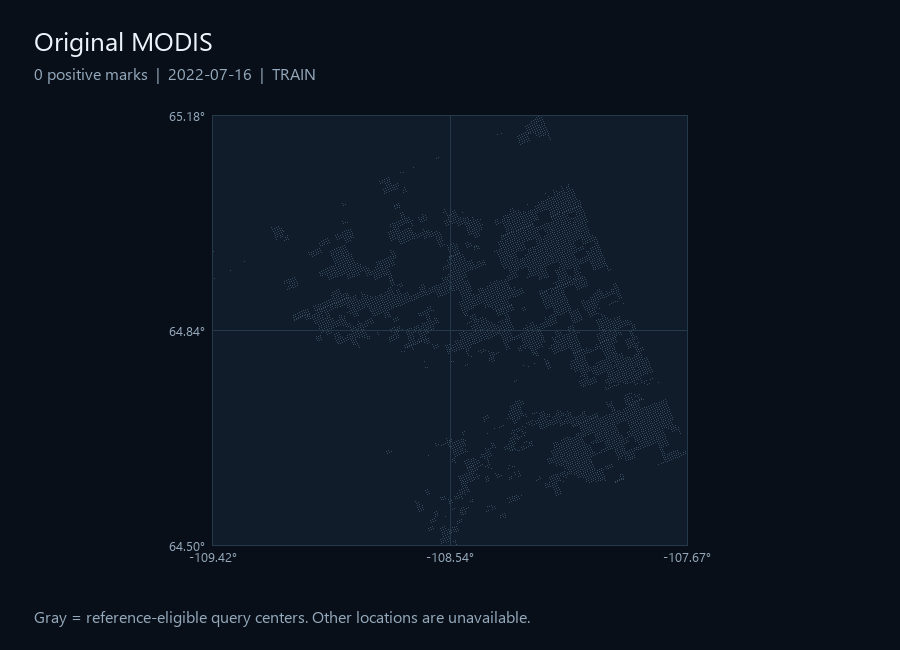 Original MODIS
0 positive marks | 2022-07-16 | TRAIN
65.18°
64.84°
64.50°
-109.42°
-108.54°
-107.67°
Gray = reference-eligible query centers. Other locations are unavailable.